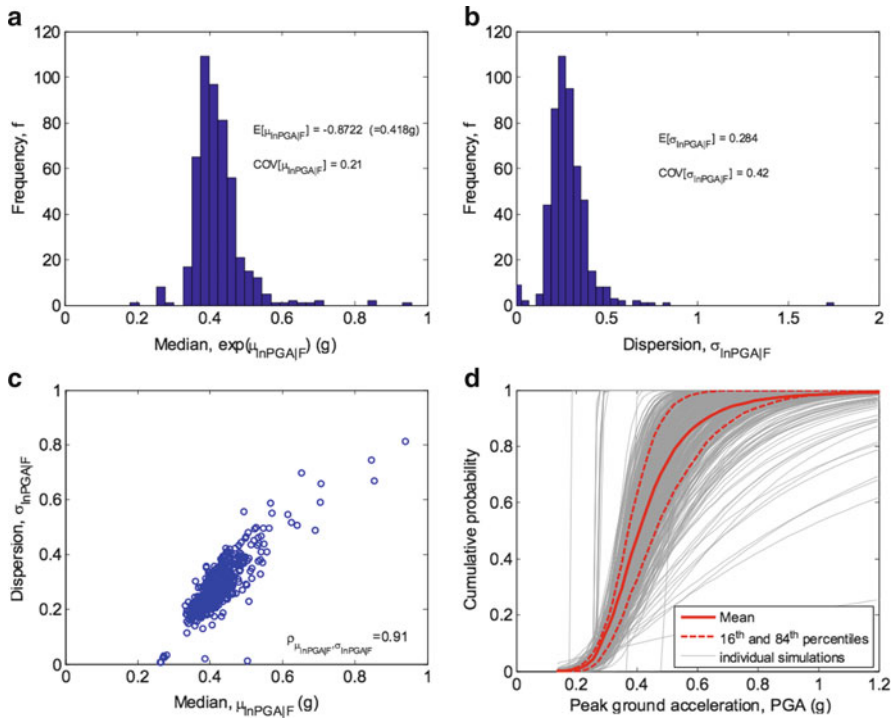 a
120
100
80
60
40
20
0
Frequency, f
E[μlnPGA|F] = -0.8722 (=0.418g)
COV[μlnPGA|F] = 0.21
0 0.2 0.4 0.6 0.8 1
Median, exp(μlnPGA|F) (g)
b
120
100
80
60
40
20
0
Frequency, f
E[σlnPGA|F] = 0.284
COV[σlnPGA|F] = 0.42
0 0.5 1 1.5 2
Dispersion, σlnPGA|F
c
1
0.8
0.6
0.4
0.2
0
Dispersion, σlnPGA|F
ρμlnPGA|F,σlnPGA|F=0.91
0 0.2 0.4 0.6 0.8 1
Median, μlnPGA|F (g)
d
1
0.8
0.6
0.4
0.2
0
Cumulative probability
Mean
16th and 84th percentiles
individual simulations
0 0.2 0.4 0.6 0.8 1 1.2
Peak ground acceleration, PGA (g)